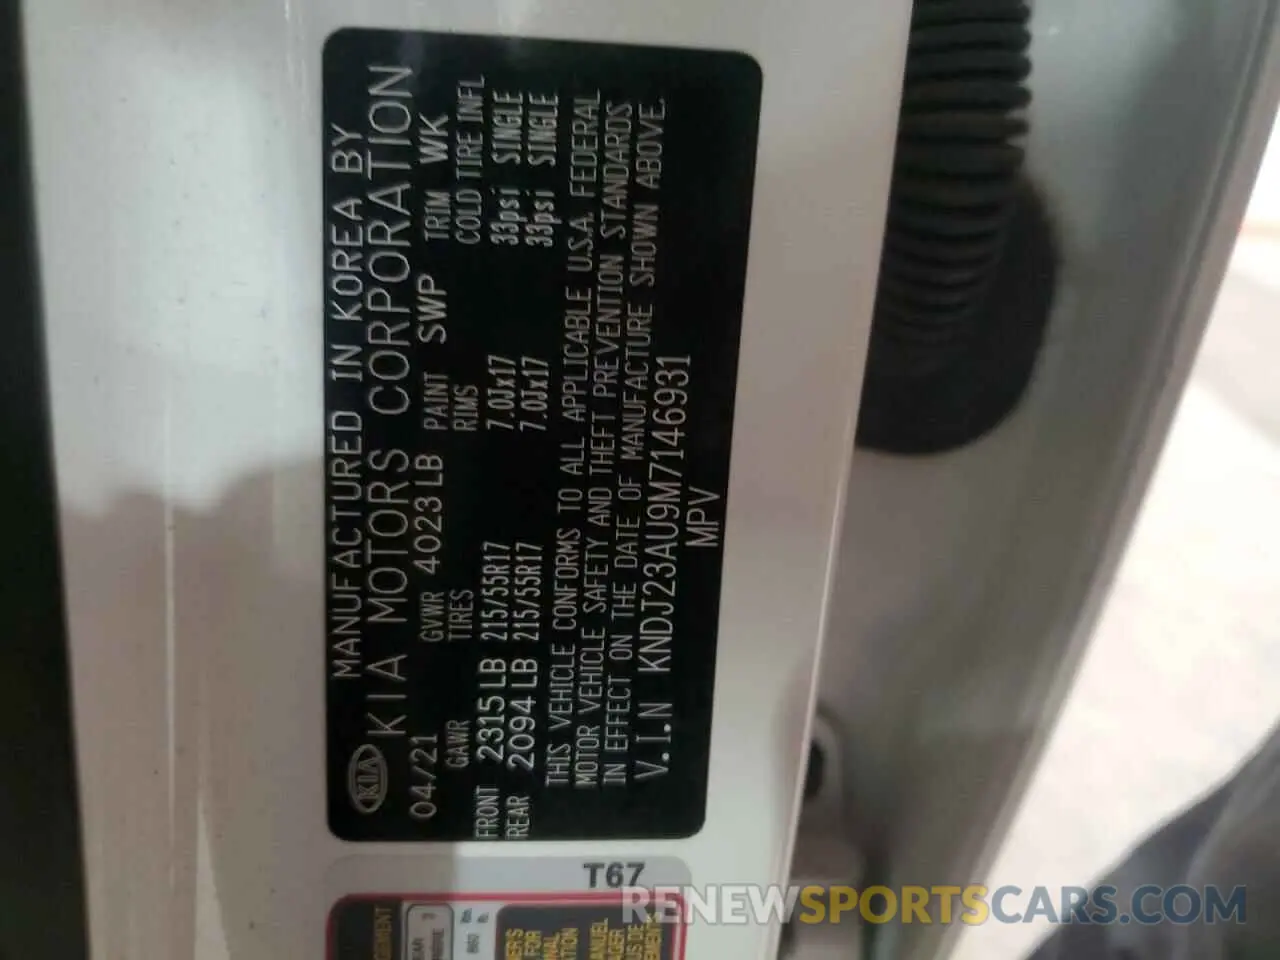 MANUFACTURED IN KOREA BY
KIA KIA MOTORS CORPORATION
04/21 GVWR 4023 LB PAINT SWP TRIM WK
GAWR TIRES RIMS COLD TIRE INFL
FRONT 2315 LB 215/55R17 7.0Jx17 33psi SINGLE
REAR 2094 LB 215/55R17 7.0Jx17 33psi SINGLE
THIS VEHICLE CONFORMS TO ALL APPLICABLE U.S.A. FEDERAL
MOTOR VEHICLE SAFETY AND THEFT PREVENTION STANDARDS
IN EFFECT ON THE DATE OF MANUFACTURE SHOWN ABOVE.
V.I.N KNDJ23AU9M7146931
MPV
T67
RENEWSPORTSCARS.COM